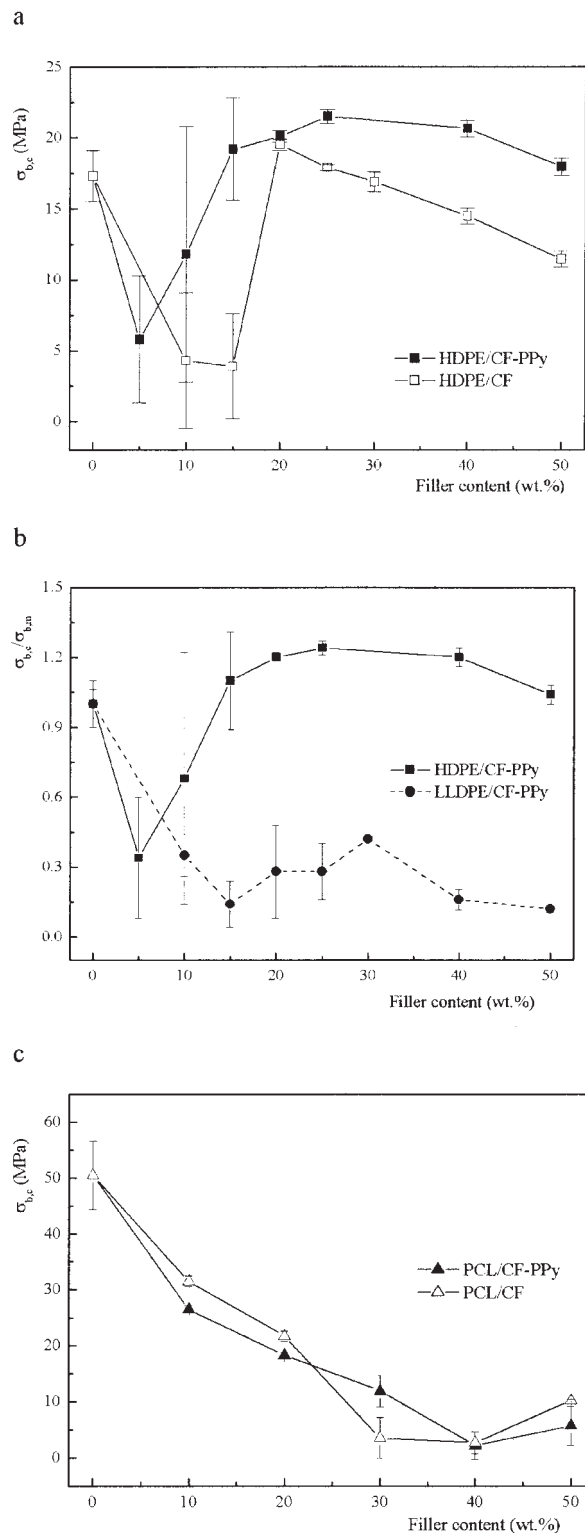 a
σb,c (MPa)
25
20
15
10
5
0
HDPE/CF-PPy
HDPE/CF
0 10 20 30 40 50
Filler content (wt.%)
b
σb,c/σb,m
1.5
1.2
0.9
0.6
0.3
0.0
HDPE/CF-PPy
LLDPE/CF-PPy
0 10 20 30 40 50
Filler content (wt.%)
c
σb,c (MPa)
60
50
40
30
20
10
0
PCL/CF-PPy
PCL/CF
0 10 20 30 40 50
Filler content (wt.%)